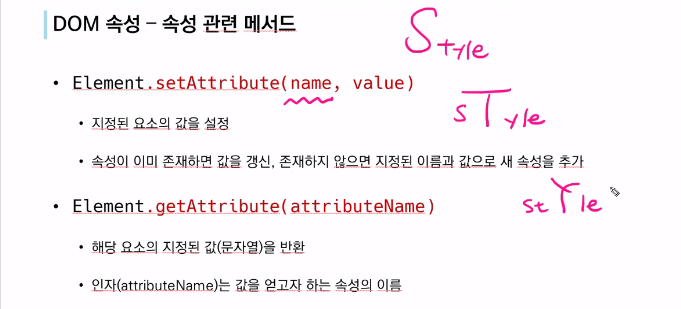 DOM 속성 – 속성 관련 메서드
Style
• Element.setAttribute(name, value)
sTyle
• 지정된 요소의 값을 설정
• 속성이 이미 존재하면 값을 갱신, 존재하지 않으면 지정된 이름과 값으로 새 속성을 추가
stYle
• Element.getAttribute(attributeName)
• 해당 요소의 지정된 값(문자열)을 반환
• 인자(attributeName)는 값을 얻고자 하는 속성의 이름